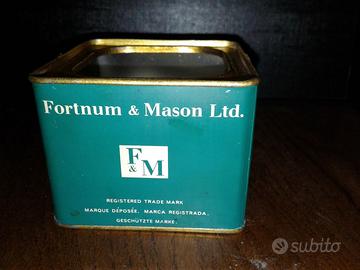 Fortnum & Mason Ltd.
F&M
REGISTERED TRADE MARK
MARQUE DÉPOSÉE. MARCA REGISTRADA.
GESCHÜTZTE MARKE.
subito